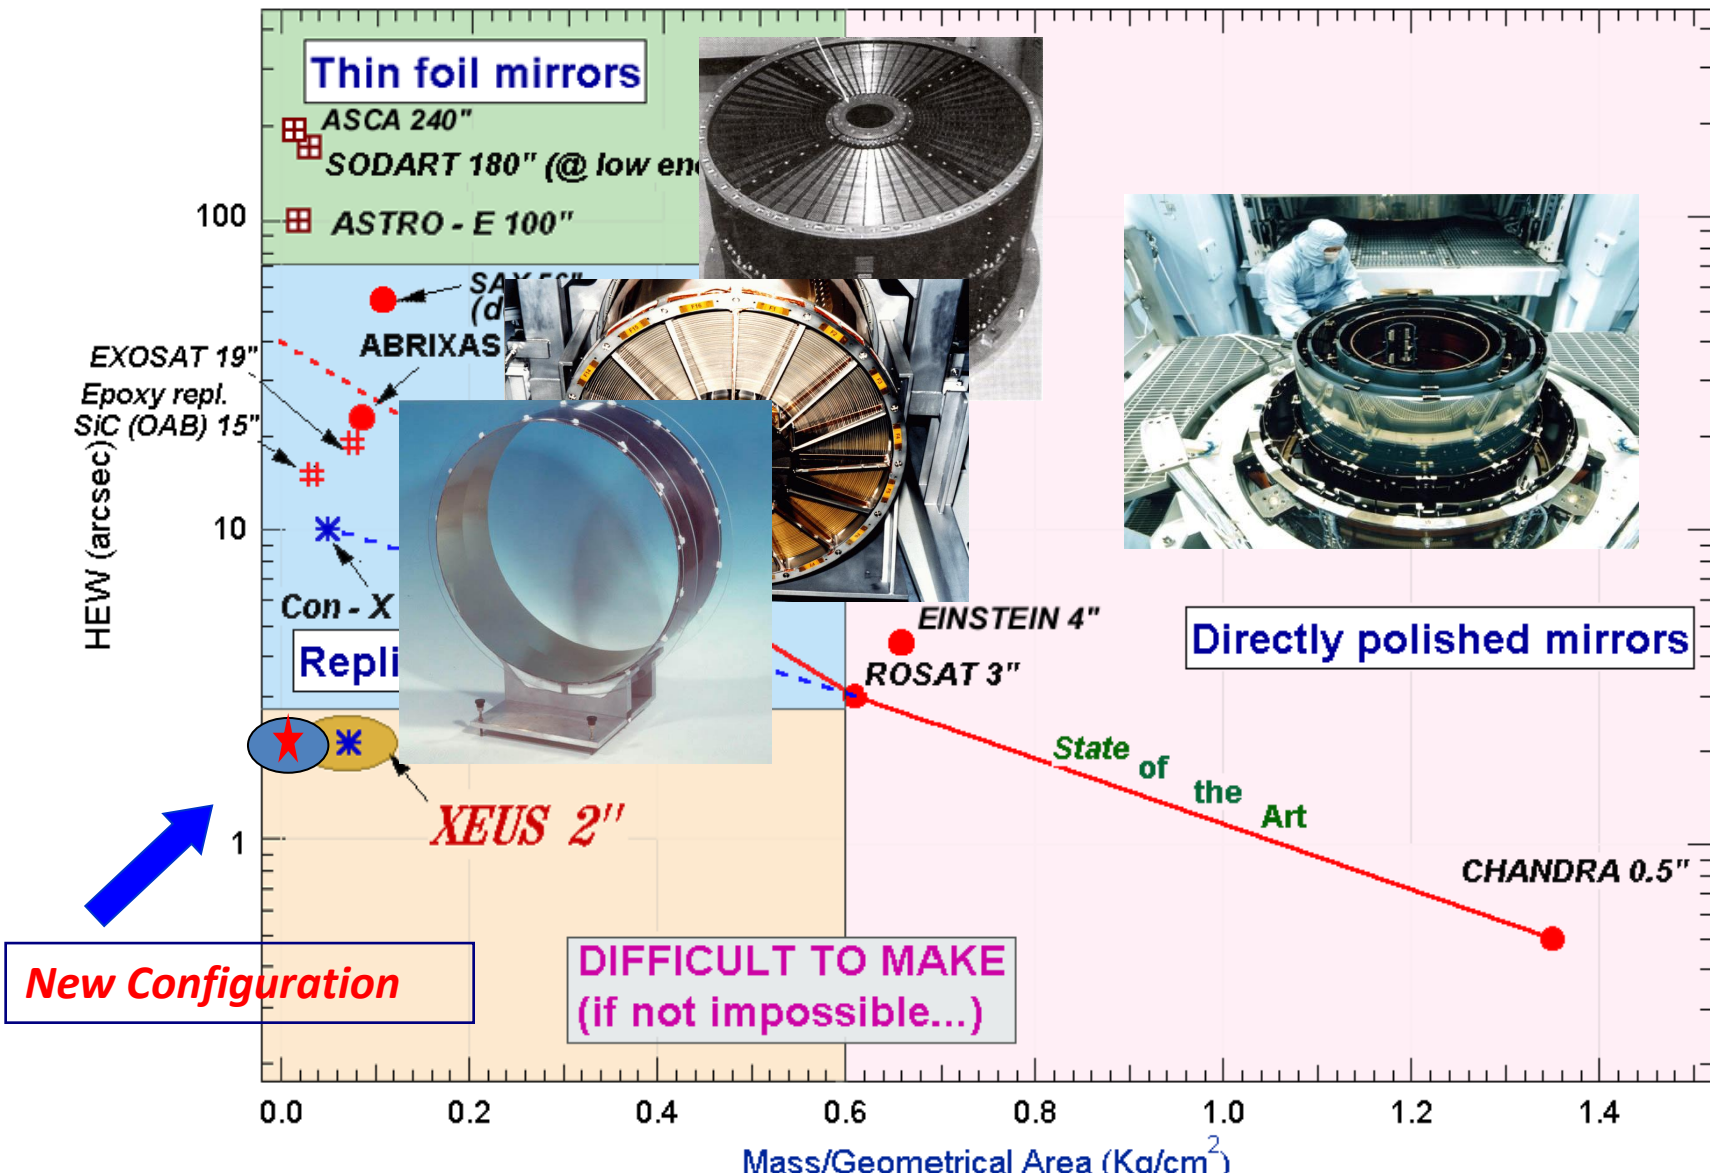 Thin foil mirrors
ASCA 240"
SODART 180" (@ low
100
ASTRO - E 100"
ABRIXAS
EXOSAT 19"
Epoxy repl.
SiC (OAB) 15"
HEW (arcsec)
10
Con - X
EINSTEIN 4"
Directly polished mirrors
ROSAT 3"
State
of
the
Art
XEUS 2"
1
CHANDRA 0.5"
New Configuration
DIFFICULT TO MAKE
(if not impossible...)
0.0 0.2 0.4 0.6 0.8 1.0 1.2 1.4
Mass/Geometrical Area (Kg/cm²)